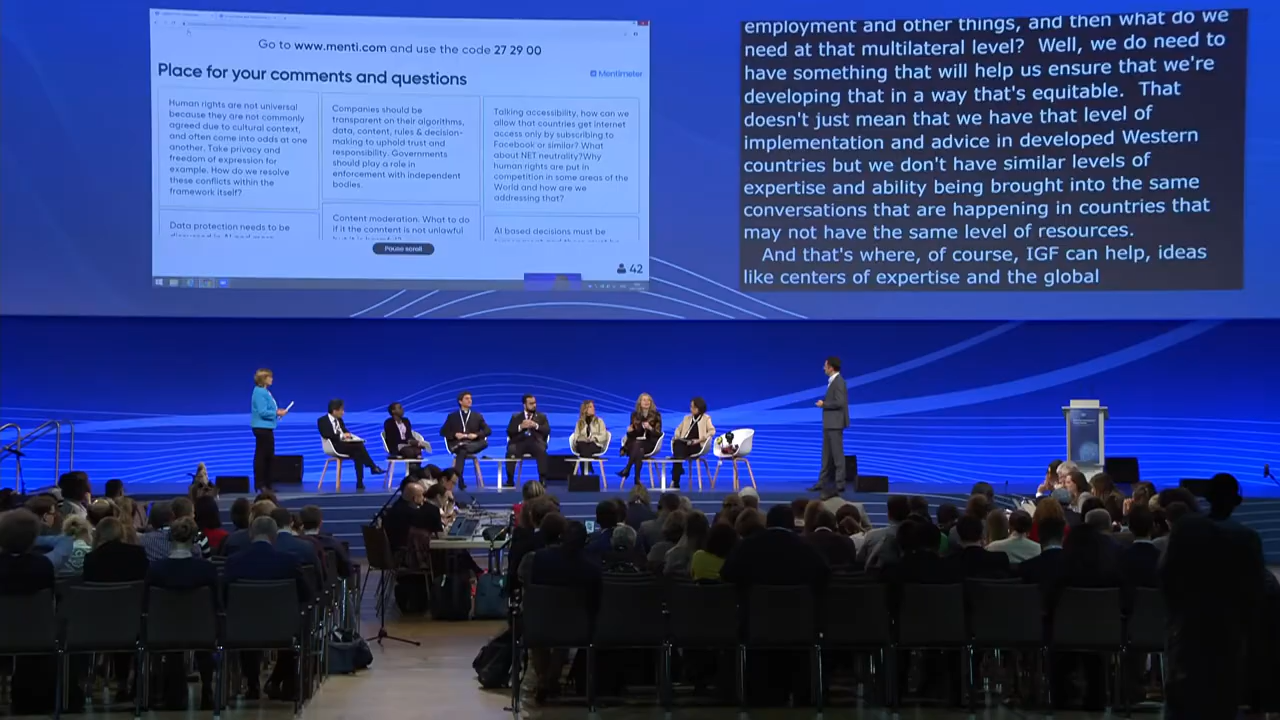 Go to www.menti.com and use the code 27 29 00
Place for your comments and questions
Mentimeter
Human rights are not universal
because they are not commonly
agreed due to cultural context,
and often come into odds at one
another. Take privacy and
freedom of expression for
example. How do we resolve
these conflicts within the
framework itself?
Companies should be
transparent on their algorithms,
data, content, rules & decision-
making to uphold trust and
responsibility. Governments
should play a role in
enforcement with independent
bodies.
Talking accessibility, how can we
allow that countries get internet
access only by subscribing to
Facebook or similar? What
about NET neutrality?Why
human rights are put in
competition in some areas of the
World and how are we
addressing that?
Data protection needs to be
Content moderation. What to do
if it the conntent is not unlawful
AI based decisions must be
Pause scroll
42
employment and other things, and then what do we
need at that multilateral level? Well, we do need to
have something that will help us ensure that we're
developing that in a way that's equitable. That
doesn't just mean that we have that level of
implementation and advice in developed Western
countries but we don't have similar levels of
expertise and ability being brought into the same
conversations that are happening in countries that
may not have the same level of resources.
And that's where, of course, IGF can help, ideas
like centers of expertise and the global